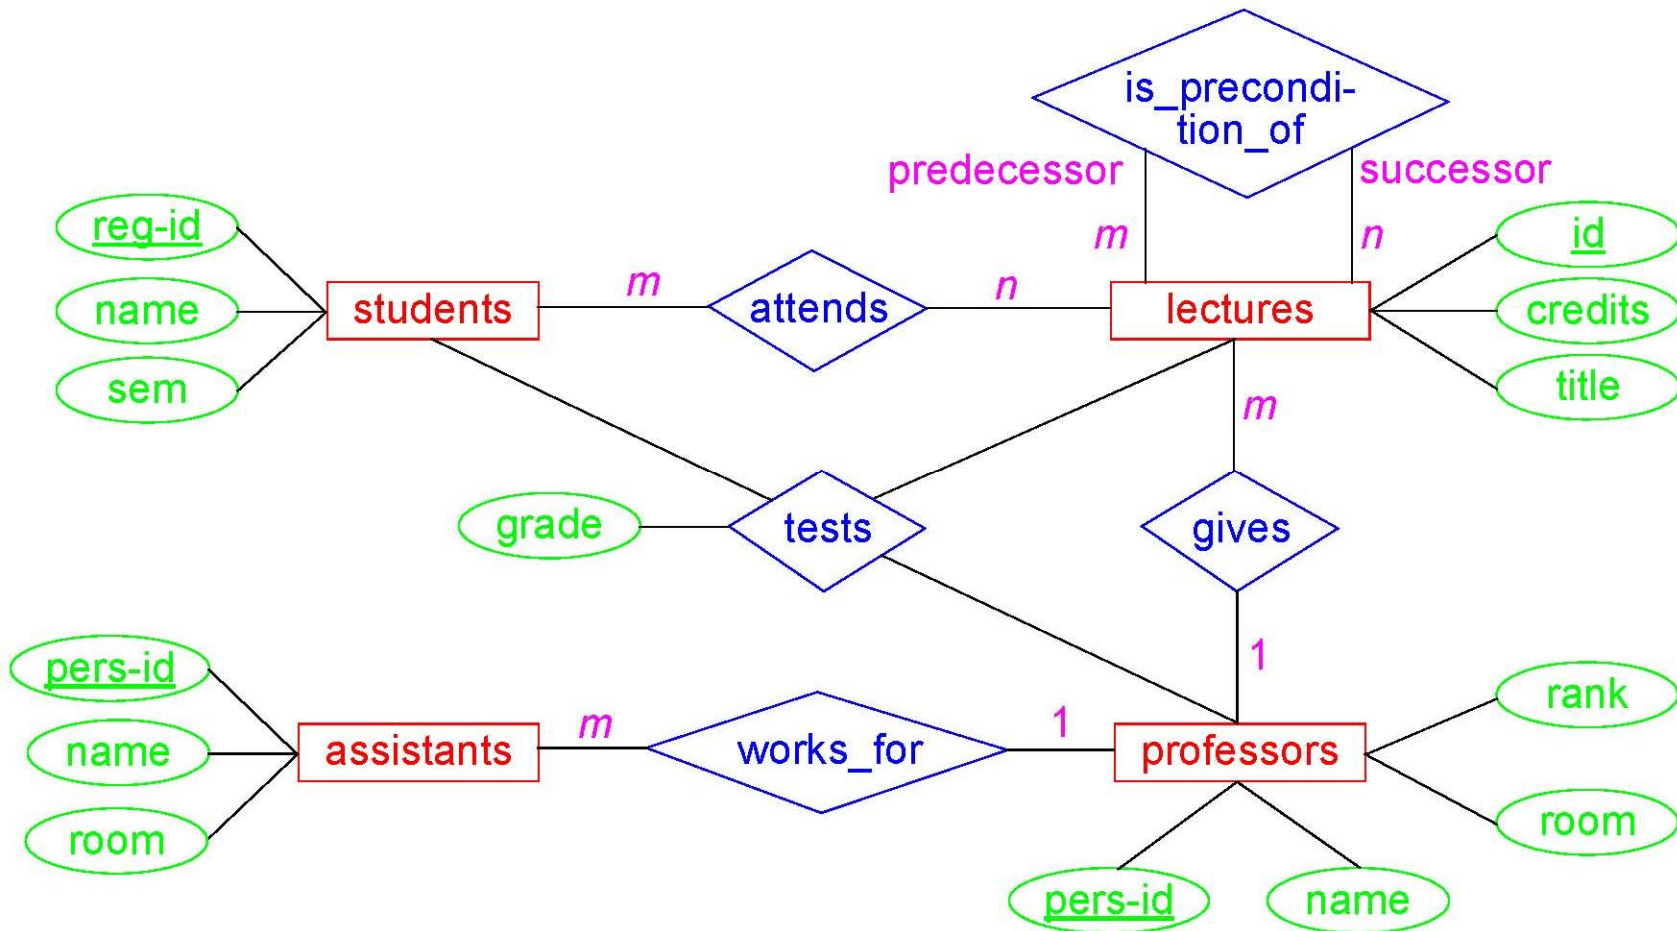 is_precondi-
tion_of
predecessor
successor
reg-id
m
n
id
name
students
m
attends
n
lectures
credits
sem
title
m
grade
tests
gives
pers-id
1
rank
name
assistants
m
works_for
1
professors
room
room
pers-id
name